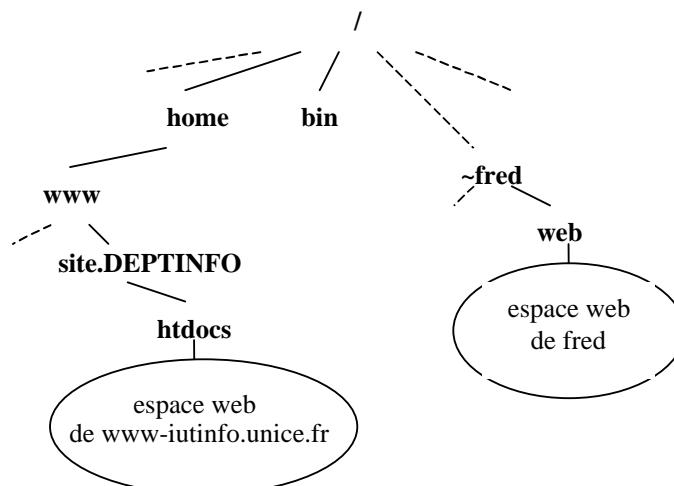 /
home bin
~fred
www
web
site.DEPTINFO
espace web
de fred
htdocs
espace web
de www-iutinfo.unice.fr